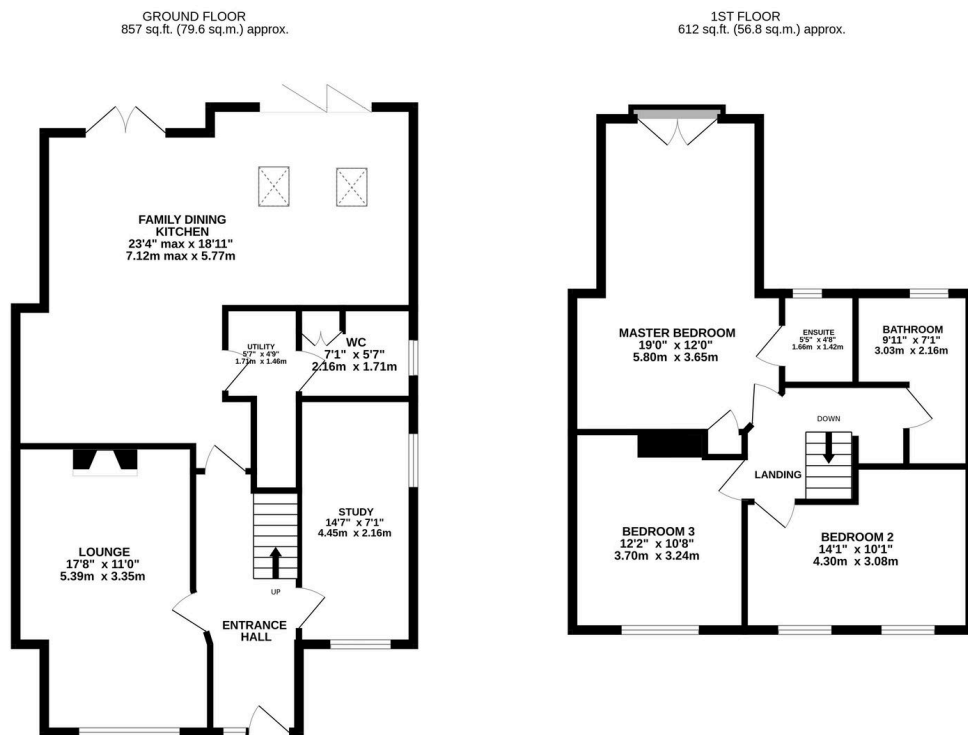 GROUND FLOOR
857 sq.ft. (79.6 sq.m.) approx.
FAMILY DINING
KITCHEN
23'4" max x 18'11"
7.12m max x 5.77m
UTILITY
5'7" x 4'9"
1.71m x 1.46m
WC
7'1" x 5'7"
2.16m x 1.71m
STUDY
14'7" x 7'1"
4.45m x 2.16m
LOUNGE
17'8" x 11'0"
5.39m x 3.35m
UP
ENTRANCE
HALL
1ST FLOOR
612 sq.ft. (56.8 sq.m.) approx.
MASTER BEDROOM
19'0" x 12'0"
5.80m x 3.65m
ENSUITE
5'5" x 4'8"
1.66m x 1.42m
BATHROOM
9'11" x 7'1"
3.03m x 2.16m
DOWN
LANDING
BEDROOM 3
12'2" x 10'8"
3.70m x 3.24m
BEDROOM 2
14'1" x 10'1"
4.30m x 3.08m